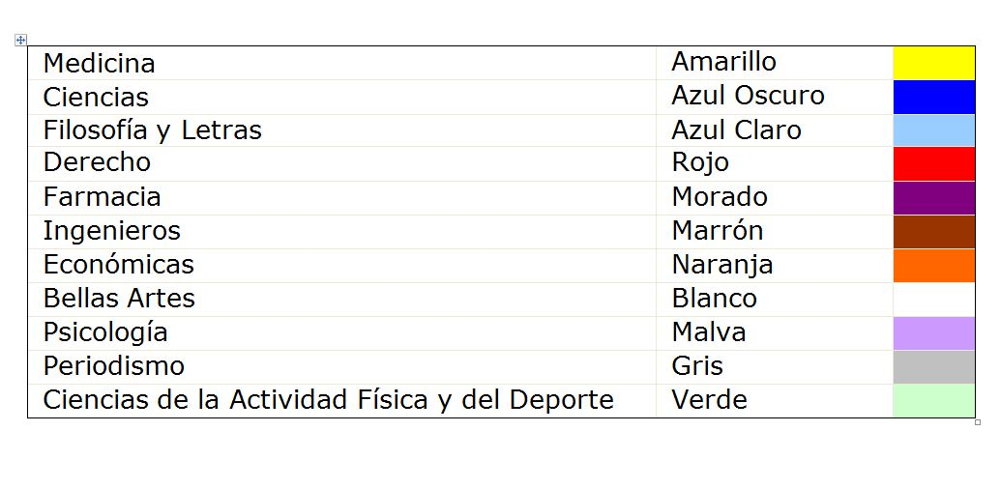 Medicina Amarillo
Ciencias Azul Oscuro
Filosofía y Letras Azul Claro
Derecho Rojo
Farmacia Morado
Ingenieros Marrón
Económicas Naranja
Bellas Artes Blanco
Psicología Malva
Periodismo Gris
Ciencias de la Actividad Física y del Deporte Verde